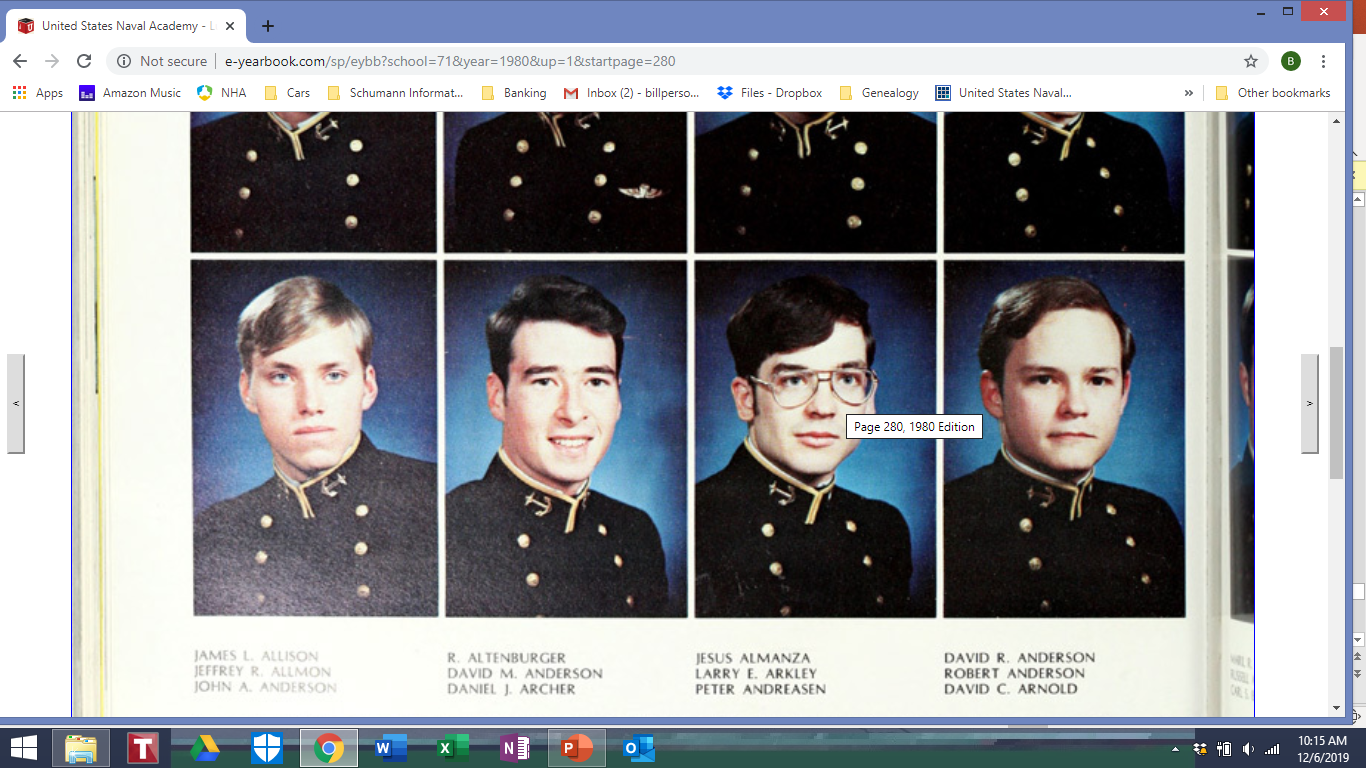 United States Naval Academy - L
Not secure
e-yearbook.com/sp/eybb?school=71&year=1980&up=1&startpage=280
B
Apps
Amazon Music
NHA
Cars
Schumann Informat...
Banking
Inbox (2) - billperso...
Files - Dropbox
Genealogy
United States Naval...
»
Other bookmarks
<
>
Page 280, 1980 Edition
JAMES L. ALLISON
JEFFREY R. ALLMON
JOHN A. ANDERSON
R. ALTENBURGER
DAVID M. ANDERSON
DANIEL J. ARCHER
JESUS ALMANZA
LARRY E. ARKLEY
PETER ANDREASEN
DAVID R. ANDERSON
ROBERT ANDERSON
DAVID C. ARNOLD
T
W
X
N
P
O
10:15 AM
12/6/2019